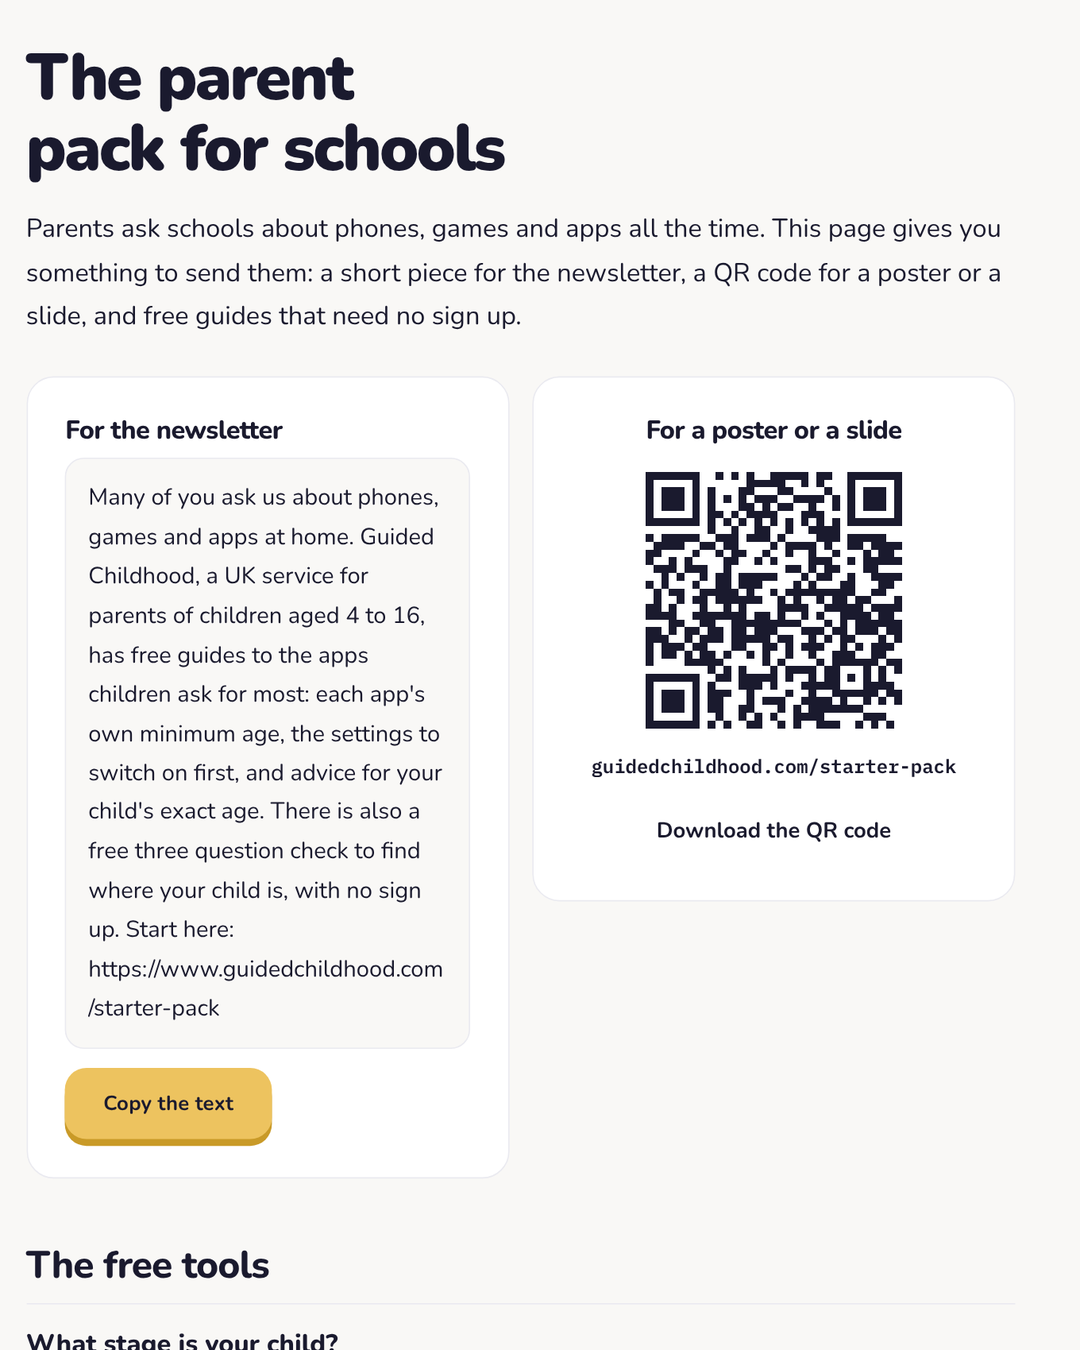 The parent
pack for schools
Parents ask schools about phones, games and apps all the time. This page gives you
something to send them: a short piece for the newsletter, a QR code for a poster or a
slide, and free guides that need no sign up.
For the newsletter
Many of you ask us about phones,
games and apps at home. Guided
Childhood, a UK service for
parents of children aged 4 to 16,
has free guides to the apps
children ask for most: each app's
own minimum age, the settings to
switch on first, and advice for your
child's exact age. There is also a
free three question check to find
where your child is, with no sign
up. Start here:
https://www.guidedchildhood.com
/starter-pack
Copy the text
For a poster or a slide
guidedchildhood.com/starter-pack
Download the QR code
The free tools
What stage is your child?